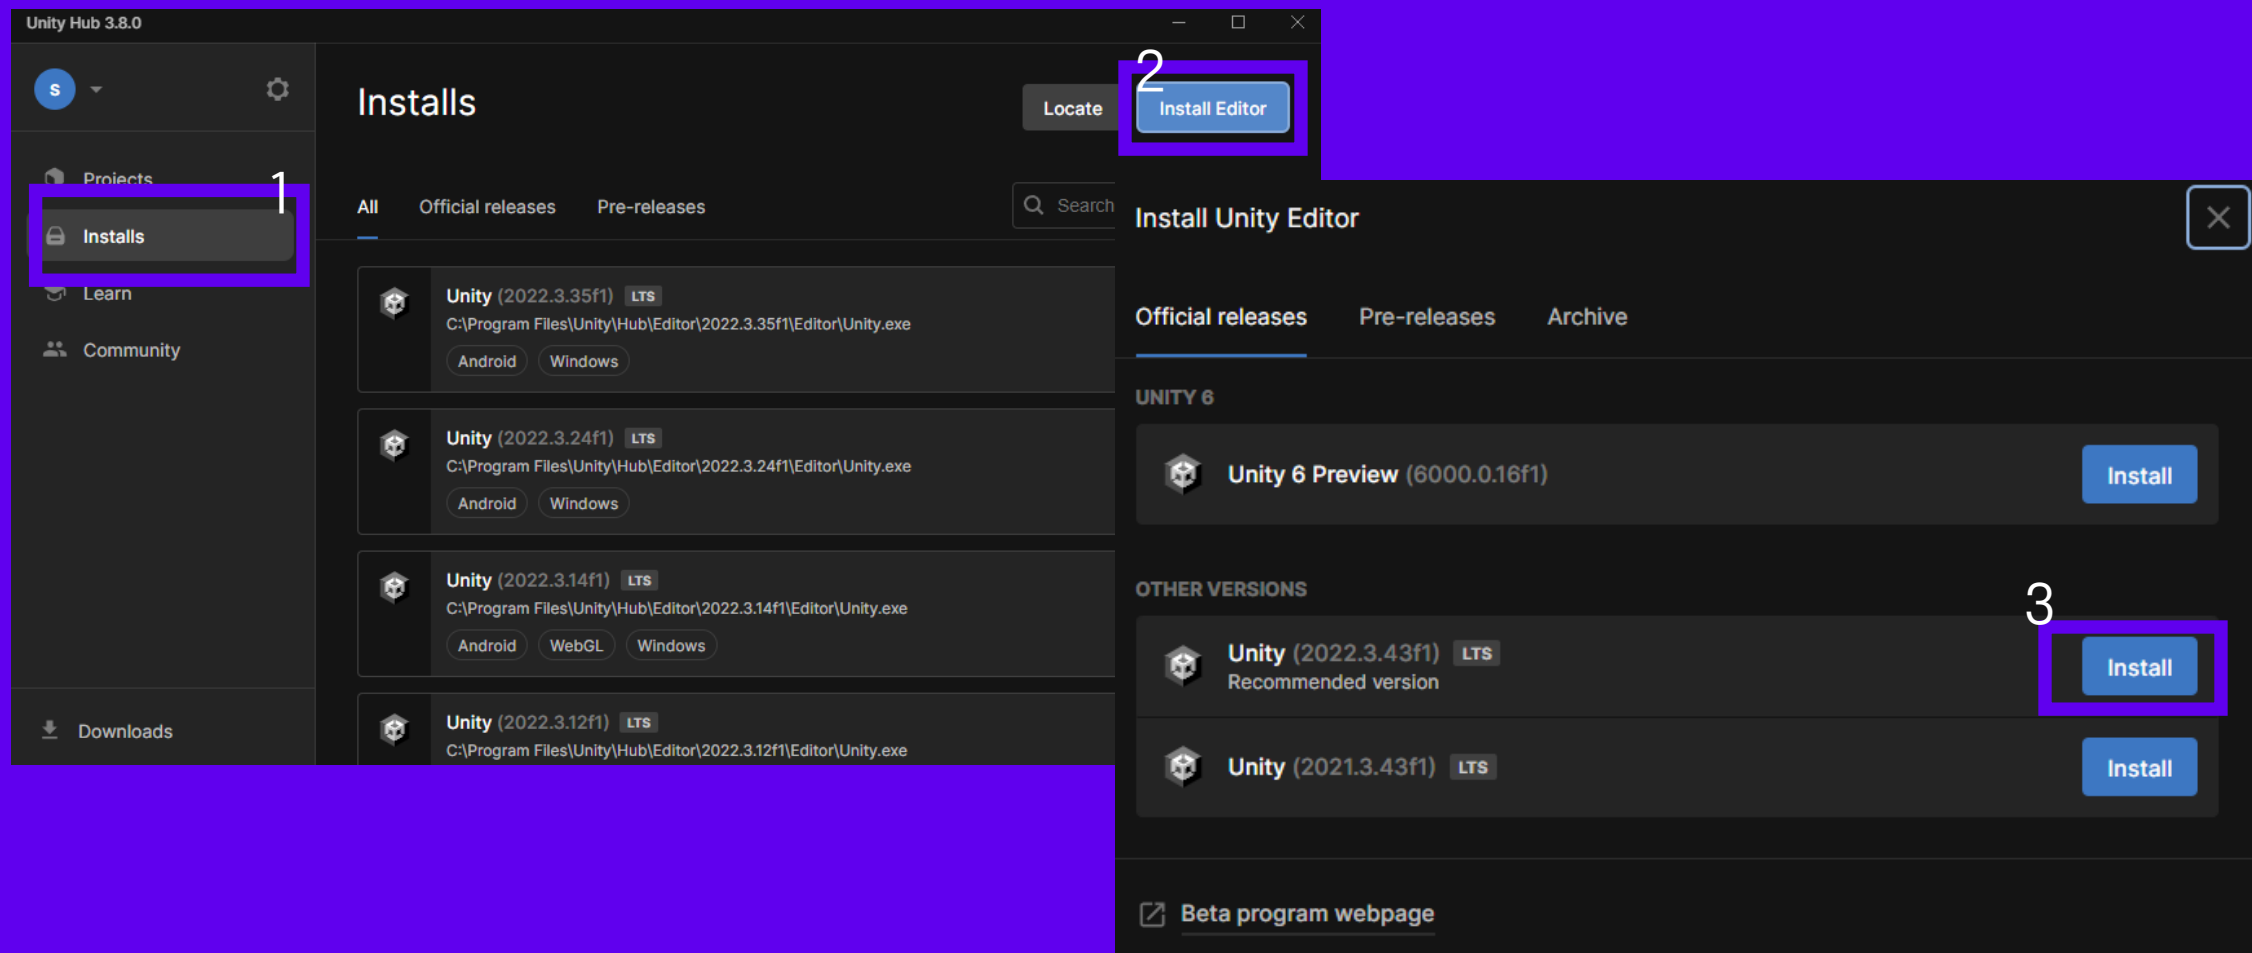 Unity Hub 3.8.0
S
Projects
1
Installs
Learn
Community
Downloads
Installs
Locate
2
Install Editor
All
Official releases
Pre-releases
Search
Unity (2022.3.35f1) LTS
C:\Program Files\Unity\Hub\Editor\2022.3.35f1\Editor\Unity.exe
Android Windows
Unity (2022.3.24f1) LTS
C:\Program Files\Unity\Hub\Editor\2022.3.24f1\Editor\Unity.exe
Android Windows
Unity (2022.3.14f1) LTS
C:\Program Files\Unity\Hub\Editor\2022.3.14f1\Editor\Unity.exe
Android WebGL Windows
Unity (2022.3.12f1) LTS
C:\Program Files\Unity\Hub\Editor\2022.3.12f1\Editor\Unity.exe
Install Unity Editor
Official releases Pre-releases Archive
UNITY 6
Unity 6 Preview (6000.0.16f1) Install
OTHER VERSIONS
3
Unity (2022.3.43f1) LTS
Recommended version
Install
Unity (2021.3.43f1) LTS Install
Beta program webpage